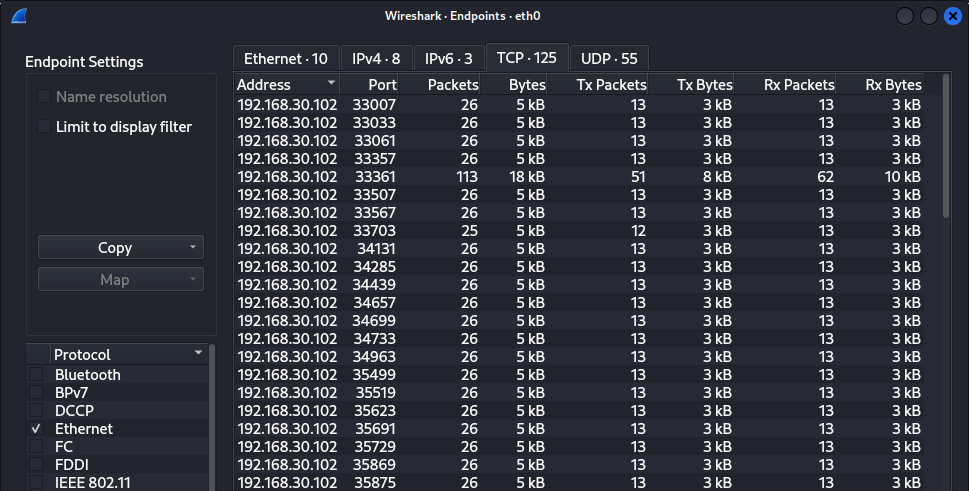 Wireshark · Endpoints · eth0
Endpoint Settings
Name resolution
Limit to display filter
Copy
Map
Protocol
Bluetooth
BPv7
DCCP
Ethernet
FC
FDDI
IEEE 802.11
Ethernet · 10 IPv4 · 8 IPv6 · 3 TCP · 125 UDP · 55
Address Port Packets Bytes Tx Packets Tx Bytes Rx Packets Rx Bytes
192.168.30.102 33007 26 5 kB 13 3 kB 13 3 kB
192.168.30.102 33033 26 5 kB 13 3 kB 13 3 kB
192.168.30.102 33061 26 5 kB 13 3 kB 13 3 kB
192.168.30.102 33357 26 5 kB 13 3 kB 13 3 kB
192.168.30.102 33361 113 18 kB 51 8 kB 62 10 kB
192.168.30.102 33507 26 5 kB 13 3 kB 13 3 kB
192.168.30.102 33567 26 5 kB 13 3 kB 13 3 kB
192.168.30.102 33703 25 5 kB 12 3 kB 13 3 kB
192.168.30.102 34131 26 5 kB 13 3 kB 13 3 kB
192.168.30.102 34285 26 5 kB 13 3 kB 13 3 kB
192.168.30.102 34439 26 5 kB 13 3 kB 13 3 kB
192.168.30.102 34657 26 5 kB 13 3 kB 13 3 kB
192.168.30.102 34699 26 5 kB 13 3 kB 13 3 kB
192.168.30.102 34733 26 5 kB 13 3 kB 13 3 kB
192.168.30.102 34963 26 5 kB 13 3 kB 13 3 kB
192.168.30.102 35499 26 5 kB 13 3 kB 13 3 kB
192.168.30.102 35519 26 5 kB 13 3 kB 13 3 kB
192.168.30.102 35623 26 5 kB 13 3 kB 13 3 kB
192.168.30.102 35691 26 5 kB 13 3 kB 13 3 kB
192.168.30.102 35729 26 5 kB 13 3 kB 13 3 kB
192.168.30.102 35869 26 5 kB 13 3 kB 13 3 kB
192.168.30.102 35875 26 5 kB 13 3 kB 13 3 kB